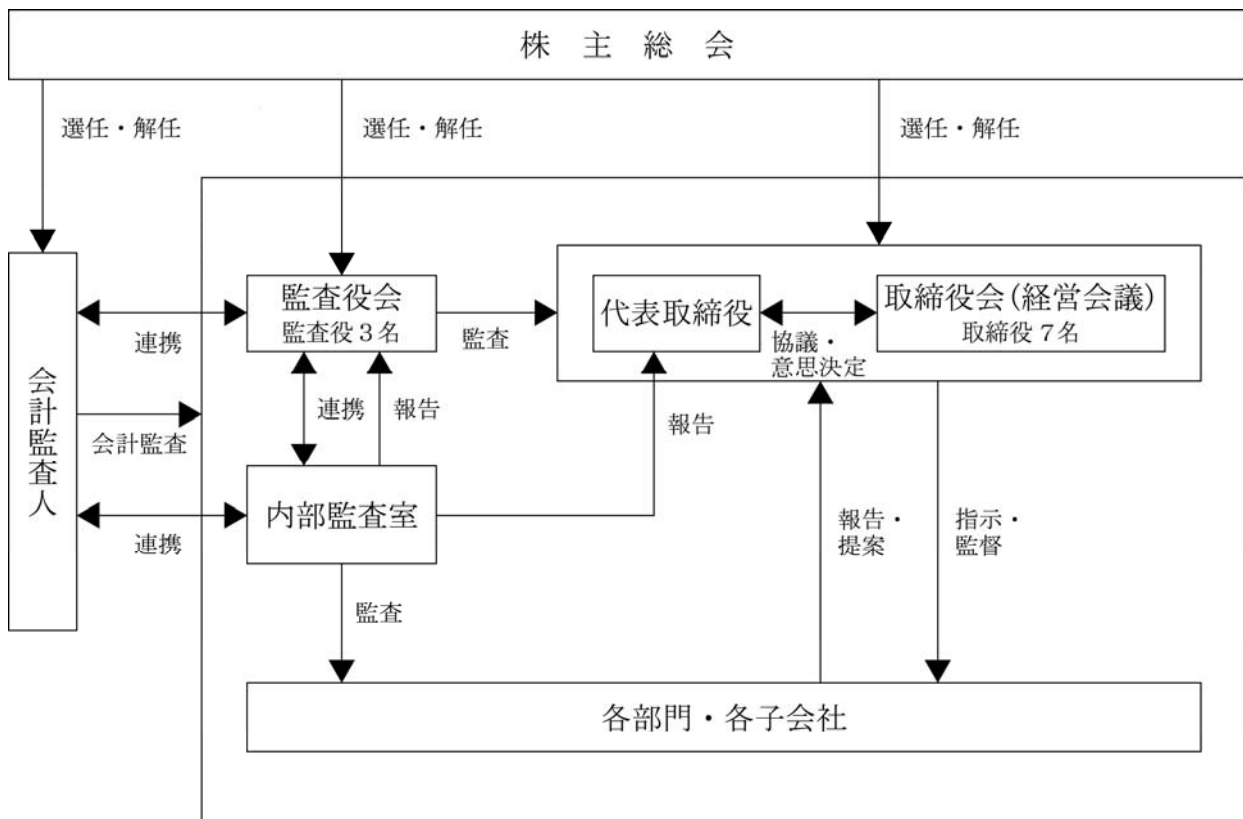 株 主 総 会
選任・解任
選任・解任
選任・解任
監査役会
監査役3名
代表取締役
取締役会(経営会議)
取締役7名
連携
監査
協議・
意思決定
会計監査人
会計監査
連携
報告
報告
内部監査室
連携
報告・
提案
指示・
監督
監査
各部門・各子会社